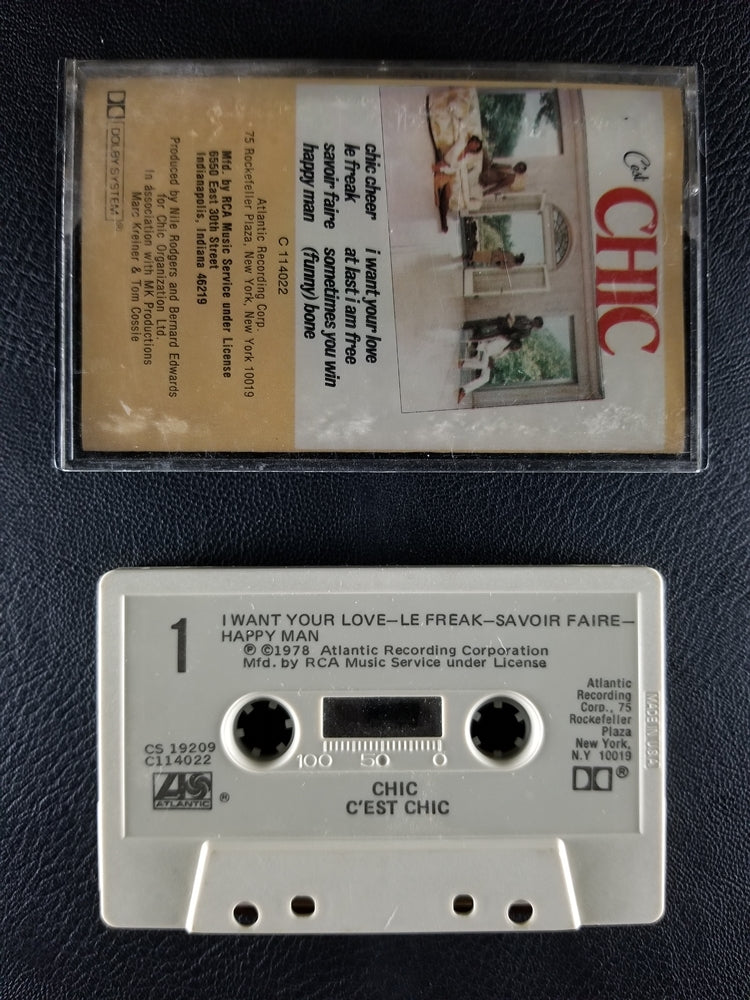 C'est
CHIC
chic cheer
le freak
savoir faire
happy man
i want your love
at last i am free
sometimes you win
(funny) bone
C 114022
Atlantic Recording Corp.
75 Rockefeller Plaza, New York, New York 10019
Mfd by RCA Music Service under License
6550 East 30th Street
Indianapolis, Indiana 46219
Produced by Nile Rodgers and Bernard Edwards
for Chic Organization Ltd.
In association with MK Productions
Marc Kreiner & Tom Cossie
DOLBY SYSTEM®
1
I WANT YOUR LOVE—LE FREAK—SAVOIR FAIRE—
HAPPY MAN
℗ ©1978 Atlantic Recording Corporation
Mfd. by RCA Music Service under License
Atlantic
Recording
Corp., 75
Rockefeller
Plaza
New York,
N.Y 10019
®
MADE IN U.S.A.
CS 19209
C114022
ATLANTIC ®
100 50 0
CHIC
C'EST CHIC